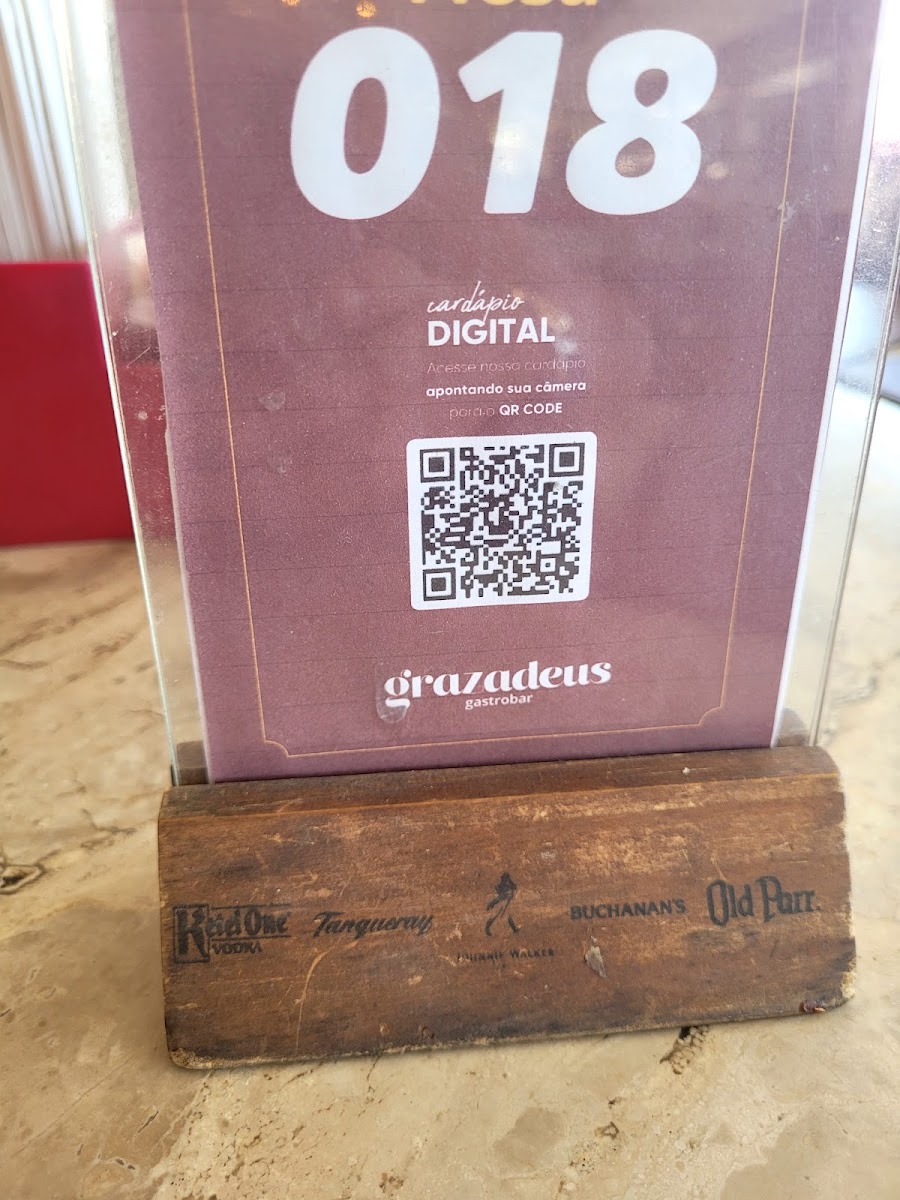 Mesa
018
cardápio
DIGITAL
Acesse nosso cardápio
apontando sua câmera
para o QR CODE
grazadeus
gastrobar
Ketel One
VODKA
Tanqueray
JOHNNIE WALKER
BUCHANAN'S
Old Parr.